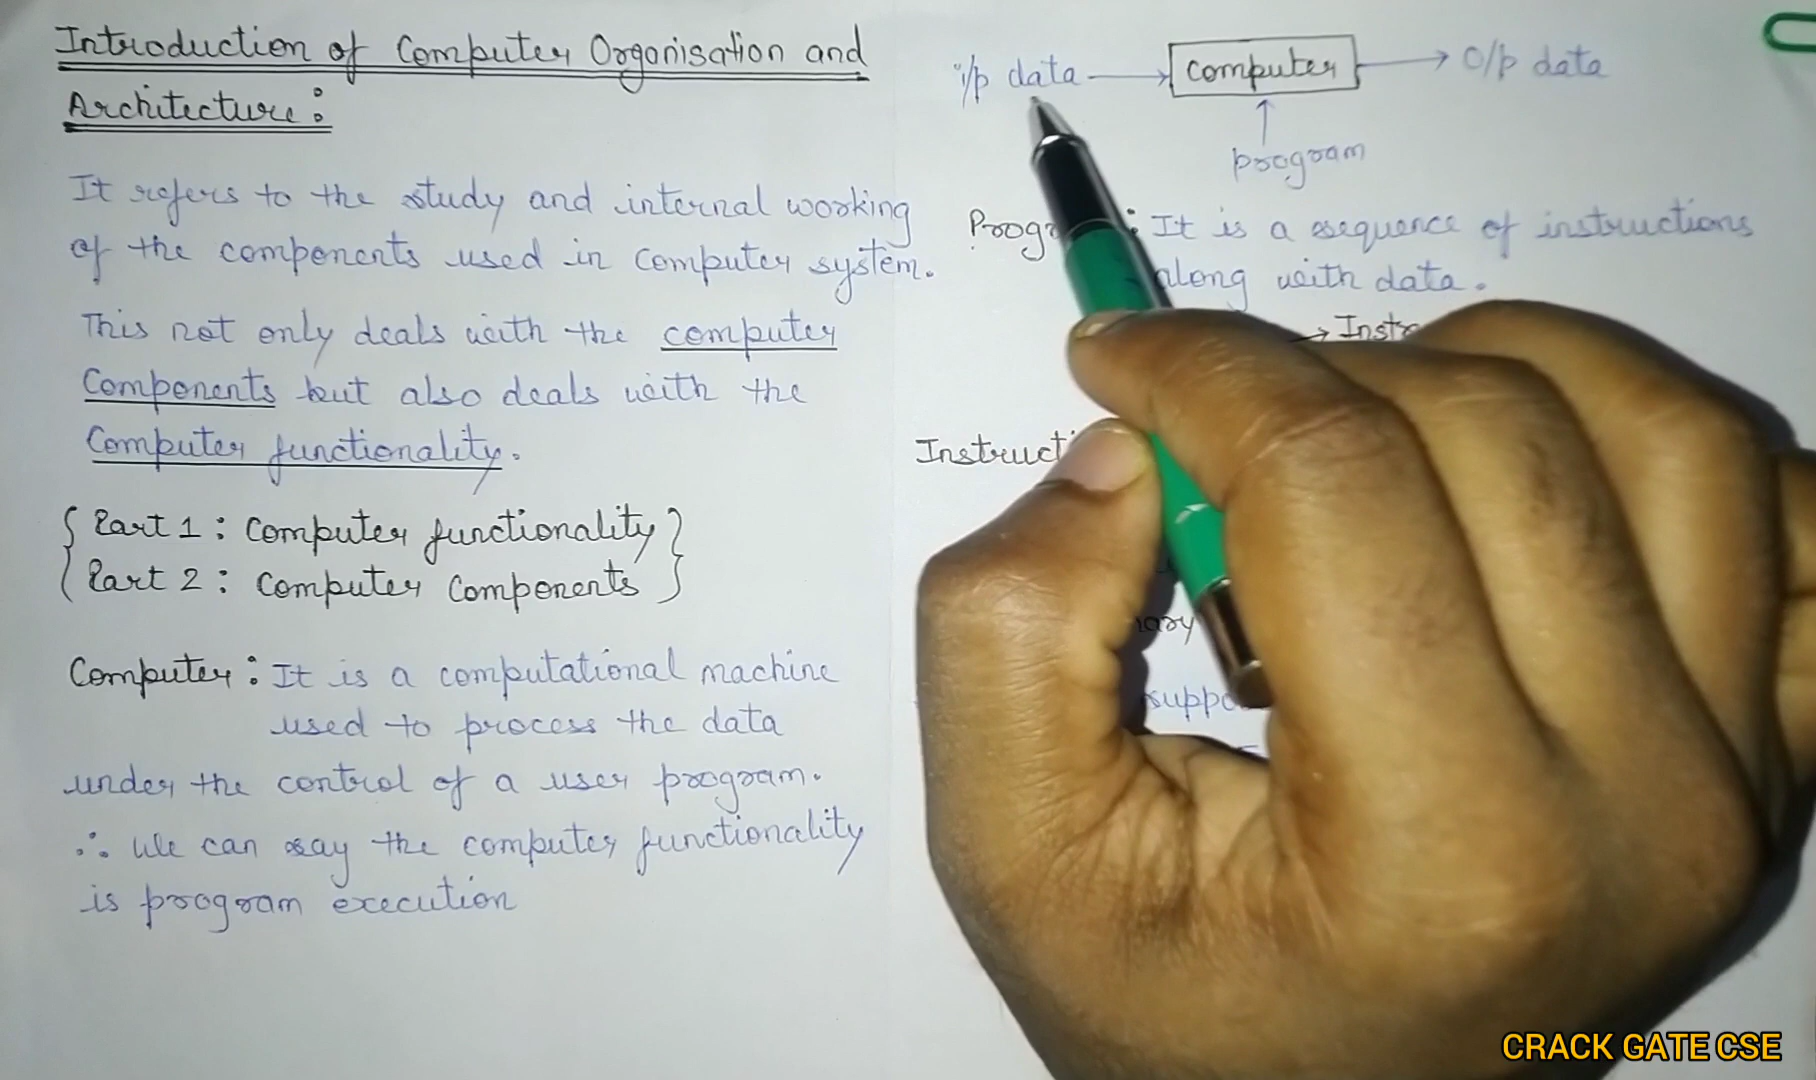 Introduction of Computer Organisation and
Architecture:
It refers to the study and internal working
of the components used in computer system.
This not only deals with the computer
Components but also deals with the
Computer functionality.
{ Part 1 : Computer functionality }
{ Part 2 : Computer Components }
Computer: It is a computational machine
used to process the data
under the control of a user program.
∴ We can say the computer functionality
is program execution
i/p data → computer → O/p data
↑
program
: It is a sequence of instructions
along with data.
→
CRACK GATE CSE